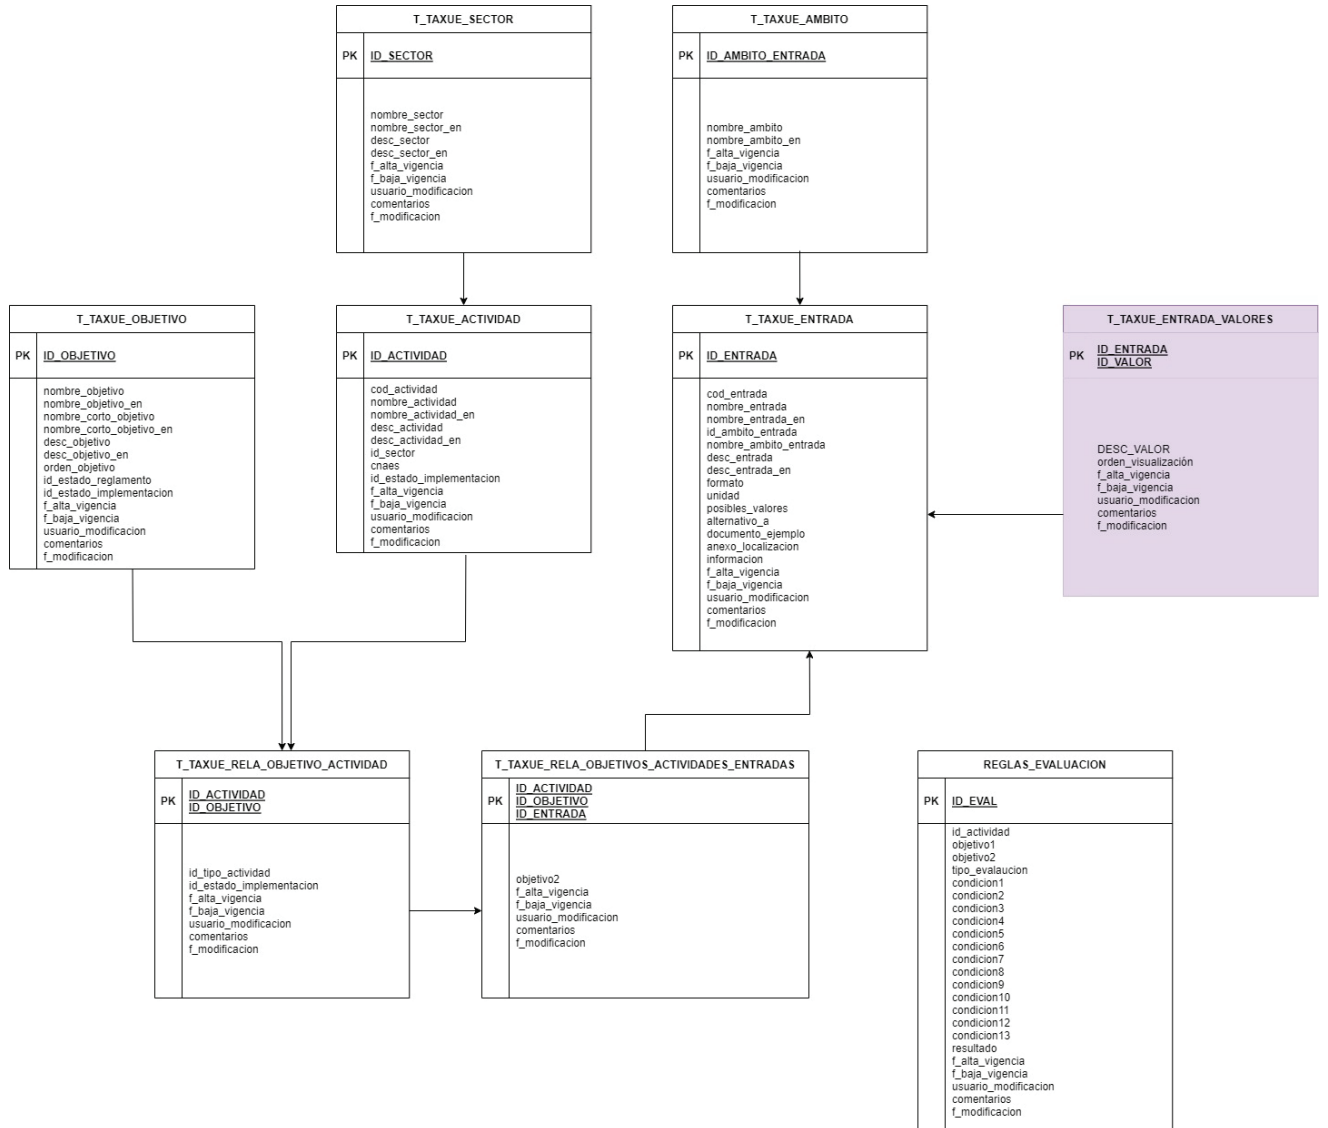 T_TAXUE_SECTOR
PK
ID_SECTOR
nombre_sector
nombre_sector_en
desc_sector
desc_sector_en
f_alta_vigencia
f_baja_vigencia
usuario_modificacion
comentarios
f_modificacion
T_TAXUE_AMBITO
PK
ID_AMBITO_ENTRADA
nombre_ambito
nombre_ambito_en
f_alta_vigencia
f_baja_vigencia
usuario_modificacion
comentarios
f_modificacion
T_TAXUE_OBJETIVO
PK
ID_OBJETIVO
nombre_objetivo
nombre_objetivo_en
nombre_corto_objetivo
nombre_corto_objetivo_en
desc_objetivo
desc_objetivo_en
orden_objetivo
id_estado_reglamento
id_estado_implementacion
f_alta_vigencia
f_baja_vigencia
usuario_modificacion
comentarios
f_modificacion
T_TAXUE_ACTIVIDAD
PK
ID_ACTIVIDAD
cod_actividad
nombre_actividad
nombre_actividad_en
desc_actividad
desc_actividad_en
id_sector
cnaes
id_estado_implementacion
f_alta_vigencia
f_baja_vigencia
usuario_modificacion
comentarios
f_modificacion
T_TAXUE_ENTRADA
PK
ID_ENTRADA
cod_entrada
nombre_entrada
nombre_entrada_en
id_ambito_entrada
nombre_ambito_entrada
desc_entrada
desc_entrada_en
formato
unidad
posibles_valores
alternativo_a
documento_ejemplo
anexo_localizacion
informacion
f_alta_vigencia
f_baja_vigencia
usuario_modificacion
comentarios
f_modificacion
T_TAXUE_ENTRADA_VALORES
PK
ID_ENTRADA
ID_VALOR
DESC_VALOR
orden_visualización
f_alta_vigencia
f_baja_vigencia
usuario_modificacion
comentarios
f_modificacion
T_TAXUE_RELA_OBJETIVO_ACTIVIDAD
PK
ID_ACTIVIDAD
ID_OBJETIVO
id_tipo_actividad
id_estado_implementacion
f_alta_vigencia
f_baja_vigencia
usuario_modificacion
comentarios
f_modificacion
T_TAXUE_RELA_OBJETIVOS_ACTIVIDADES_ENTRADAS
PK
ID_ACTIVIDAD
ID_OBJETIVO
ID_ENTRADA
objetivo2
f_alta_vigencia
f_baja_vigencia
usuario_modificacion
comentarios
f_modificacion
REGLAS_EVALUACION
PK
ID_EVAL
id_actividad
objetivo1
objetivo2
tipo_evalaucion
condicion1
condicion2
condicion3
condicion4
condicion5
condicion6
condicion7
condicion8
condicion9
condicion10
condicion11
condicion12
condicion13
resultado
f_alta_vigencia
f_baja_vigencia
usuario_modificacion
comentarios
f_modificacion